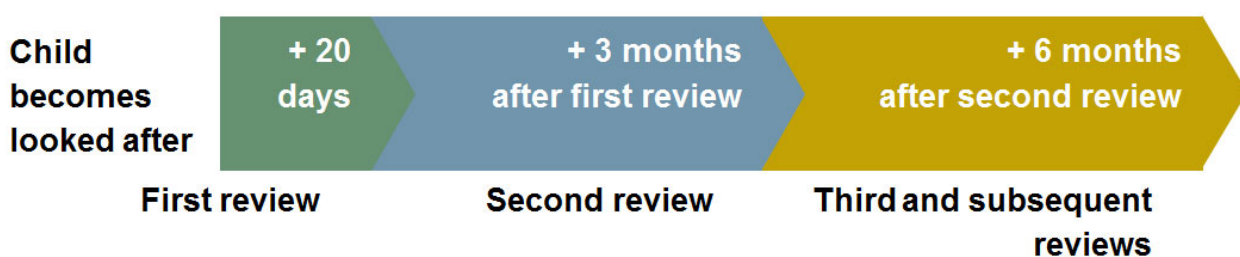 Child
becomes
looked after
+ 20
days
+ 3 months
after first review
+ 6 months
after second review
First review
Second review
Third and subsequent
reviews